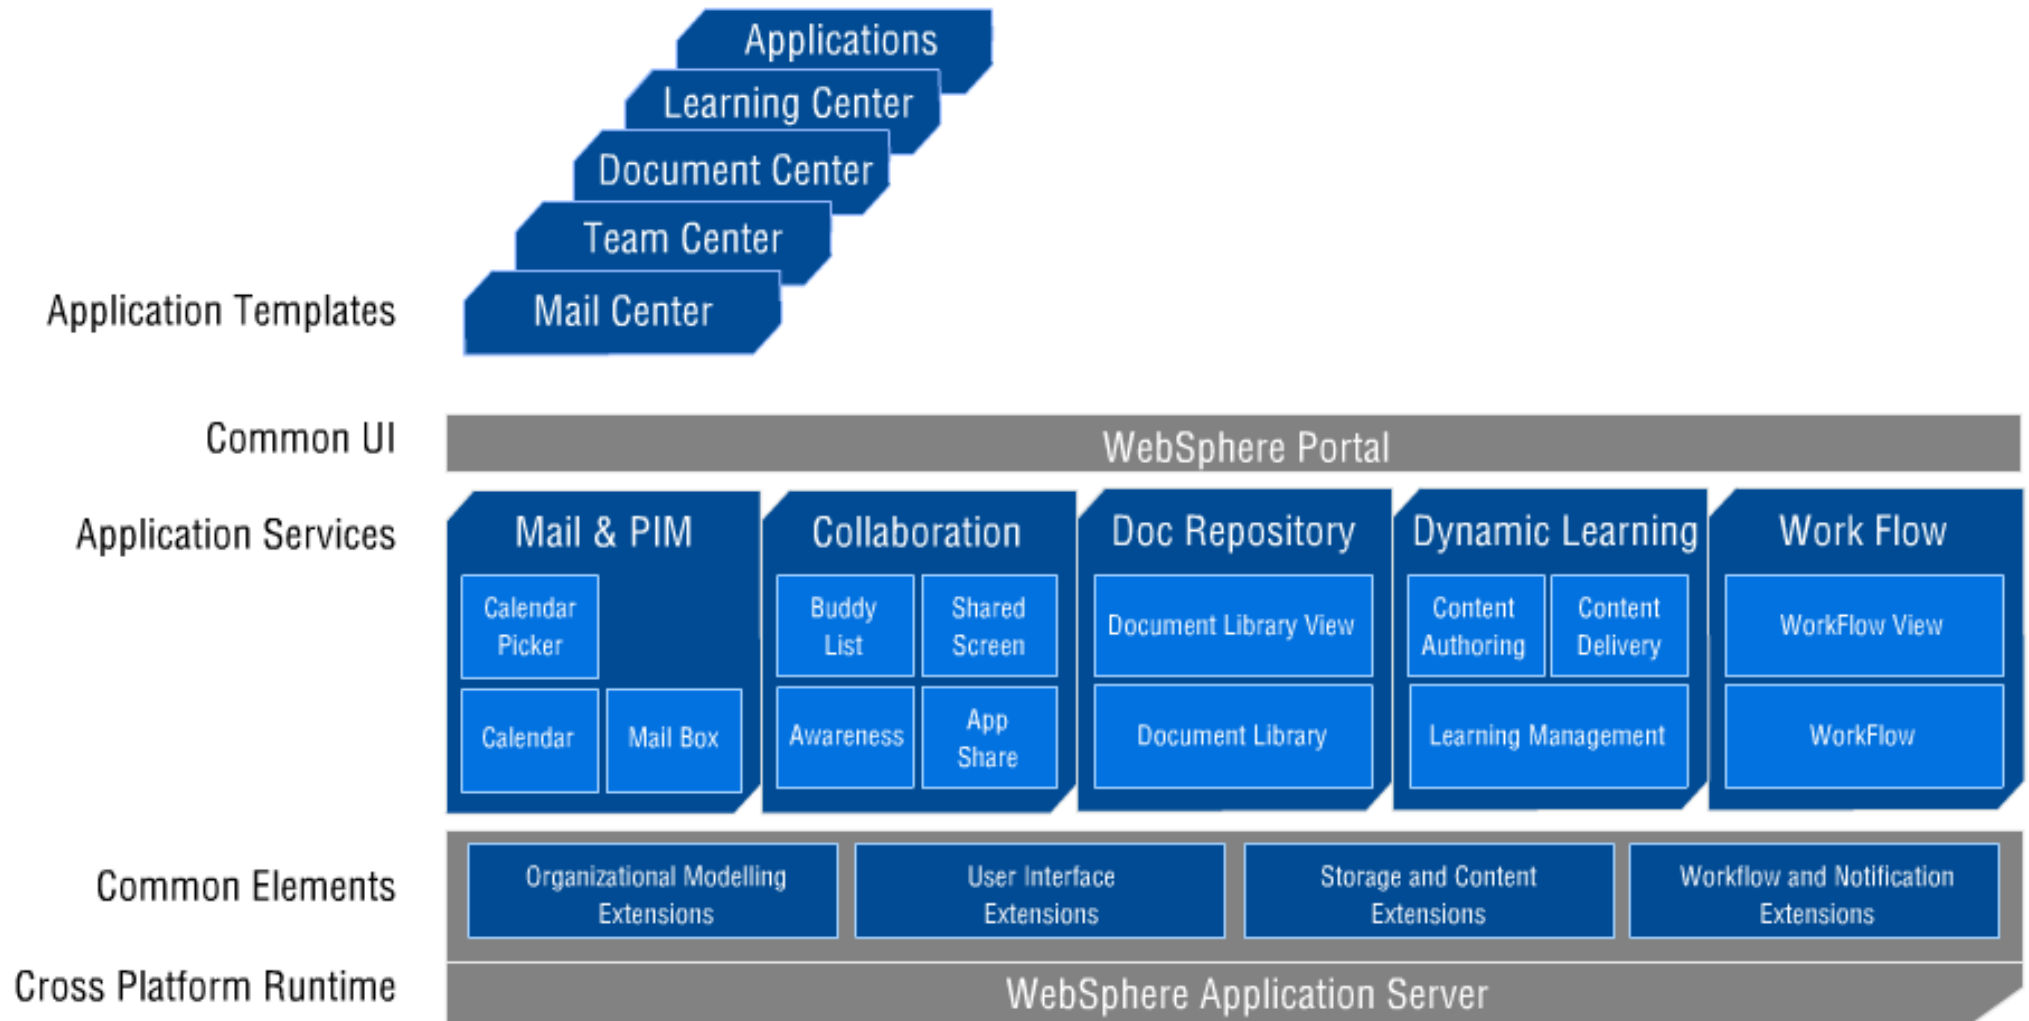 Applications
Learning Center
Document Center
Team Center
Application Templates
Mail Center
Common UI
WebSphere Portal
Application Services
Mail & PIM
Calendar
Picker
Calendar
Mail Box
Collaboration
Buddy
List
Shared
Screen
Awareness
App
Share
Doc Repository
Document Library View
Document Library
Dynamic Learning
Content
Authoring
Content
Delivery
Learning Management
Work Flow
WorkFlow View
WorkFlow
Common Elements
Organizational Modelling
Extensions
User Interface
Extensions
Storage and Content
Extensions
Workflow and Notification
Extensions
Cross Platform Runtime
WebSphere Application Server